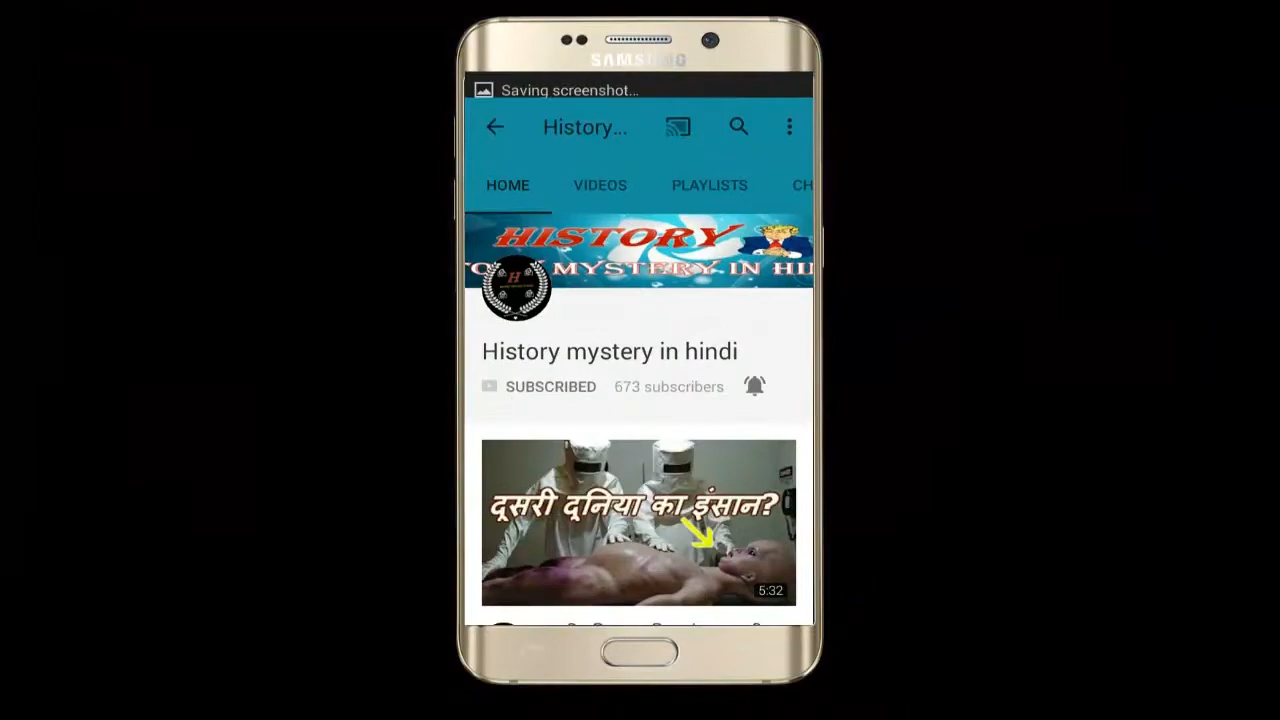 SAMSUNG
Saving screenshot...
History...
HOME VIDEOS PLAYLISTS CH
HISTORY
MYSTERY IN HI
H
History mystery in hindi
SUBSCRIBED 673 subscribers
दूसरी दुनिया का इंसान?
5:32